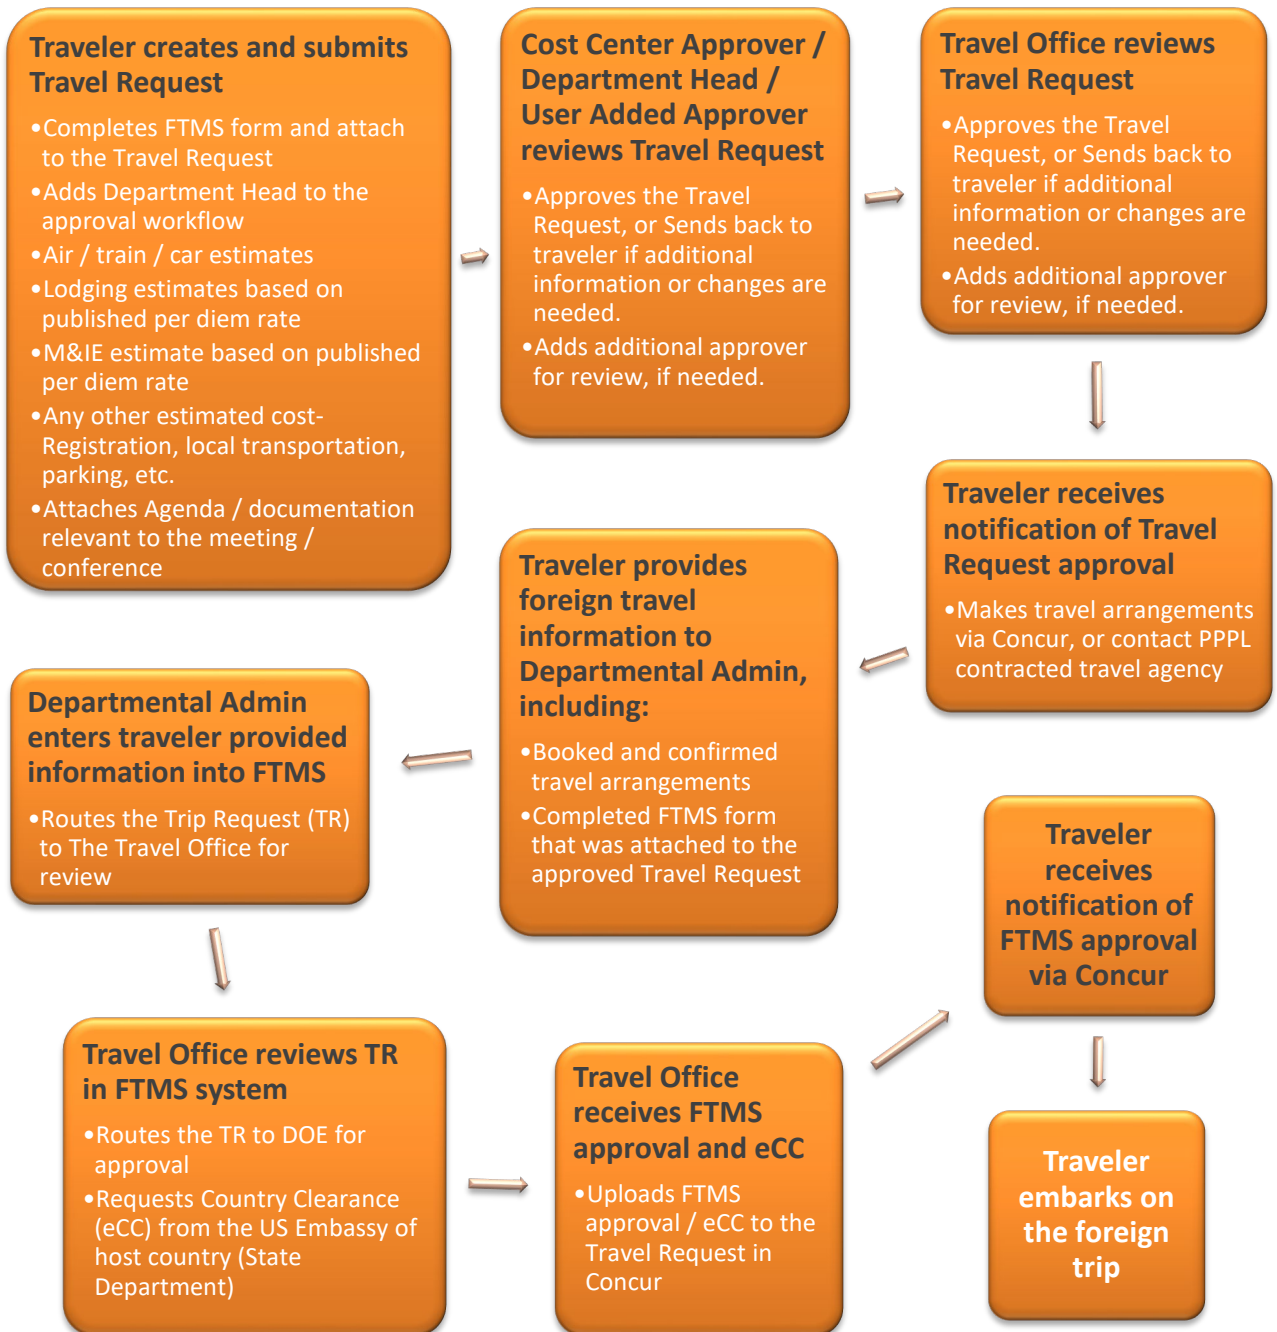 Traveler creates and submits
Travel Request
•Completes FTMS form and attach
to the Travel Request
•Adds Department Head to the
approval workflow
•Air / train / car estimates
•Lodging estimates based on
published per diem rate
•M&IE estimate based on published
per diem rate
•Any other estimated cost-
Registration, local transportation,
parking, etc.
•Attaches Agenda / documentation
relevant to the meeting /
conference
Cost Center Approver /
Department Head /
User Added Approver
reviews Travel Request
•Approves the Travel
Request, or Sends back to
traveler if additional
information or changes are
needed.
•Adds additional approver
for review, if needed.
Travel Office reviews
Travel Request
•Approves the Travel
Request, or Sends back to
traveler if additional
information or changes are
needed.
•Adds additional approver
for review, if needed.
Traveler receives
notification of Travel
Request approval
•Makes travel arrangements
via Concur, or contact PPPL
contracted travel agency
Traveler provides
foreign travel
information to
Departmental Admin,
including:
•Booked and confirmed
travel arrangements
•Completed FTMS form
that was attached to the
approved Travel Request
Departmental Admin
enters traveler provided
information into FTMS
•Routes the Trip Request (TR)
to The Travel Office for
review
Travel Office reviews TR
in FTMS system
•Routes the TR to DOE for
approval
•Requests Country Clearance
(eCC) from the US Embassy of
host country (State
Department)
Travel Office
receives FTMS
approval and eCC
•Uploads FTMS
approval / eCC to the
Travel Request in
Concur
Traveler
receives
notification of
FTMS approval
via Concur
Traveler
embarks on
the foreign
trip